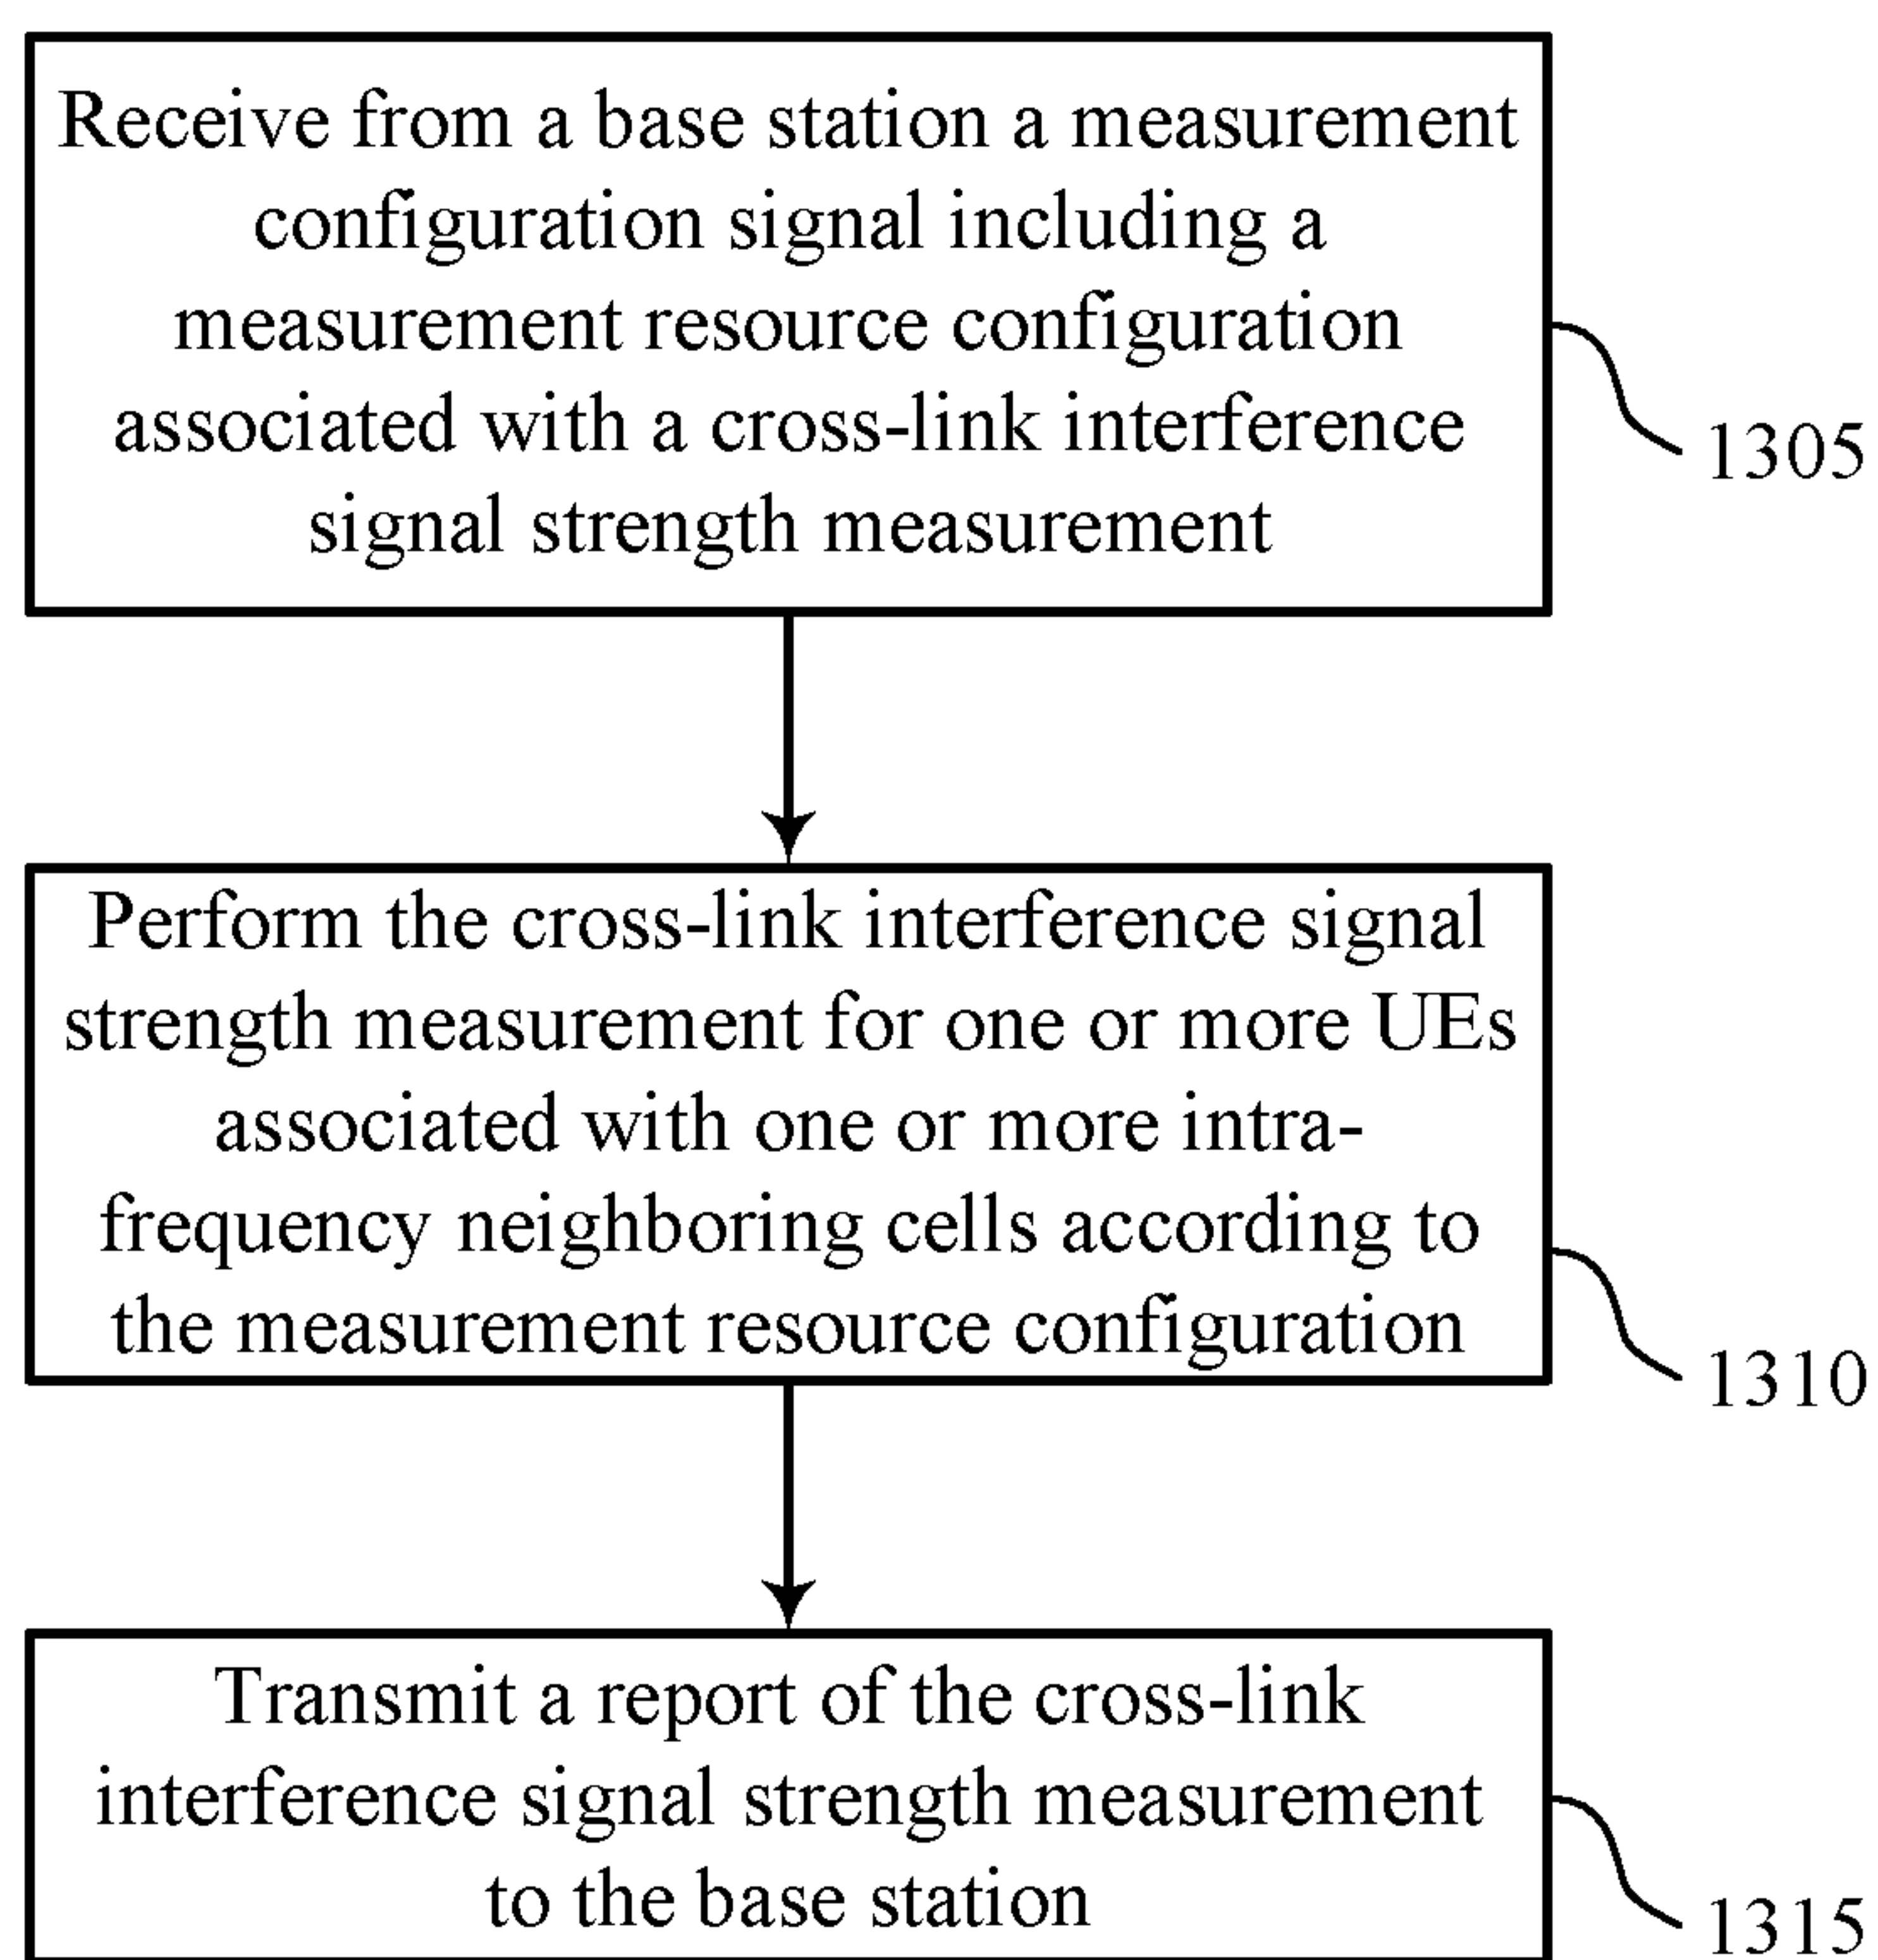 Receive from a base station a measurement
configuration signal including a
measurement resource configuration
associated with a cross-link interference
signal strength measurement
1305
Perform the cross-link interference signal
strength measurement for one or more UEs
associated with one or more intra-
frequency neighboring cells according to
the measurement resource configuration
1310
Transmit a report of the cross-link
interference signal strength measurement
to the base station
1315